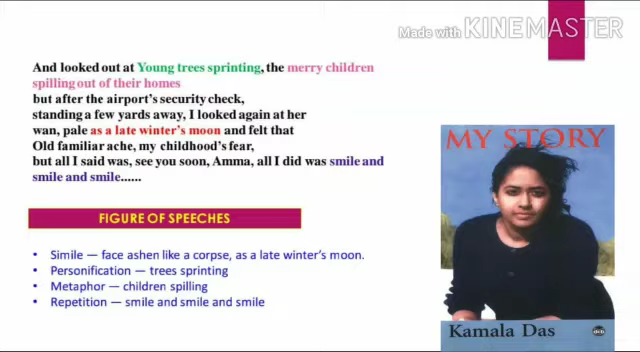 Made with KINEMASTER
And looked out at Young trees sprinting, the merry children
spilling out of their homes
but after the airport's security check,
standing a few yards away, I looked again at her
wan, pale as a late winter's moon and felt that
Old familiar ache, my childhood's fear,
but all I said was, see you soon, Amma, all I did was smile and
smile and smile......
FIGURE OF SPEECHES
• Simile — face ashen like a corpse, as a late winter's moon.
• Personification — trees sprinting
• Metaphor — children spilling
• Repetition — smile and smile and smile
MY STORY
Kamala Das